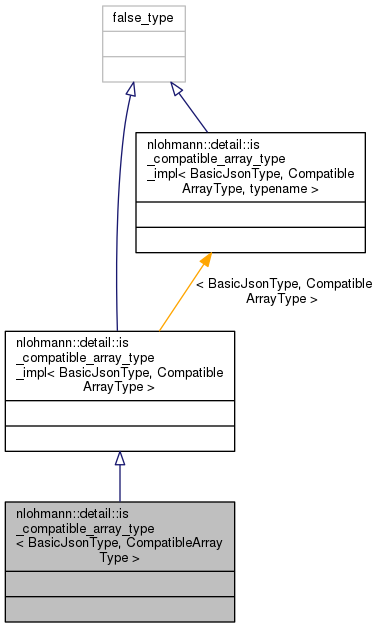 false_type
nlohmann::detail::is
_compatible_array_type
_impl< BasicJsonType, Compatible
ArrayType, typename >
< BasicJsonType, Compatible
ArrayType >
nlohmann::detail::is
_compatible_array_type
_impl< BasicJsonType, Compatible
ArrayType >
nlohmann::detail::is
_compatible_array_type
< BasicJsonType, CompatibleArray
Type >